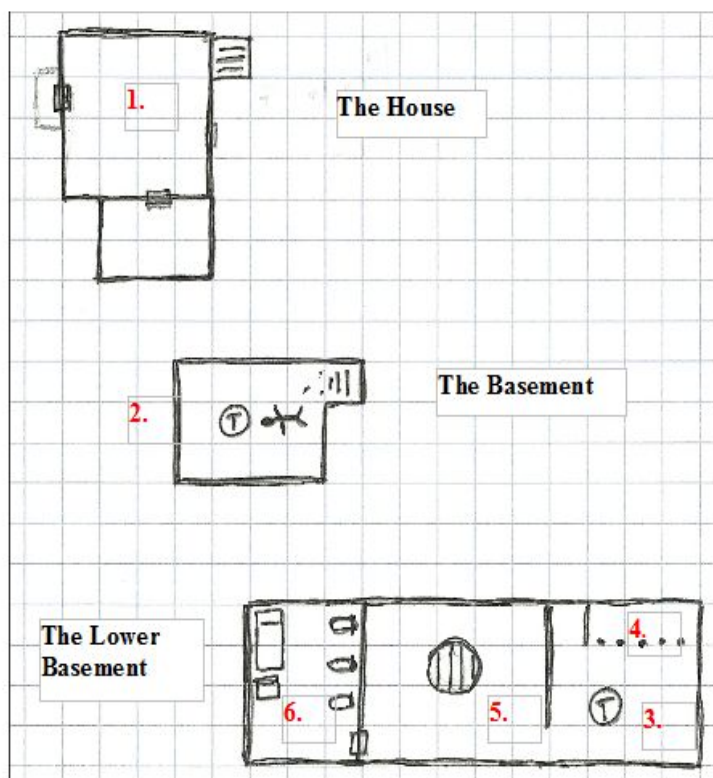 1.
The House
The Basement
2.
T
The Lower
Basement
4.
6.
5.
T
3.